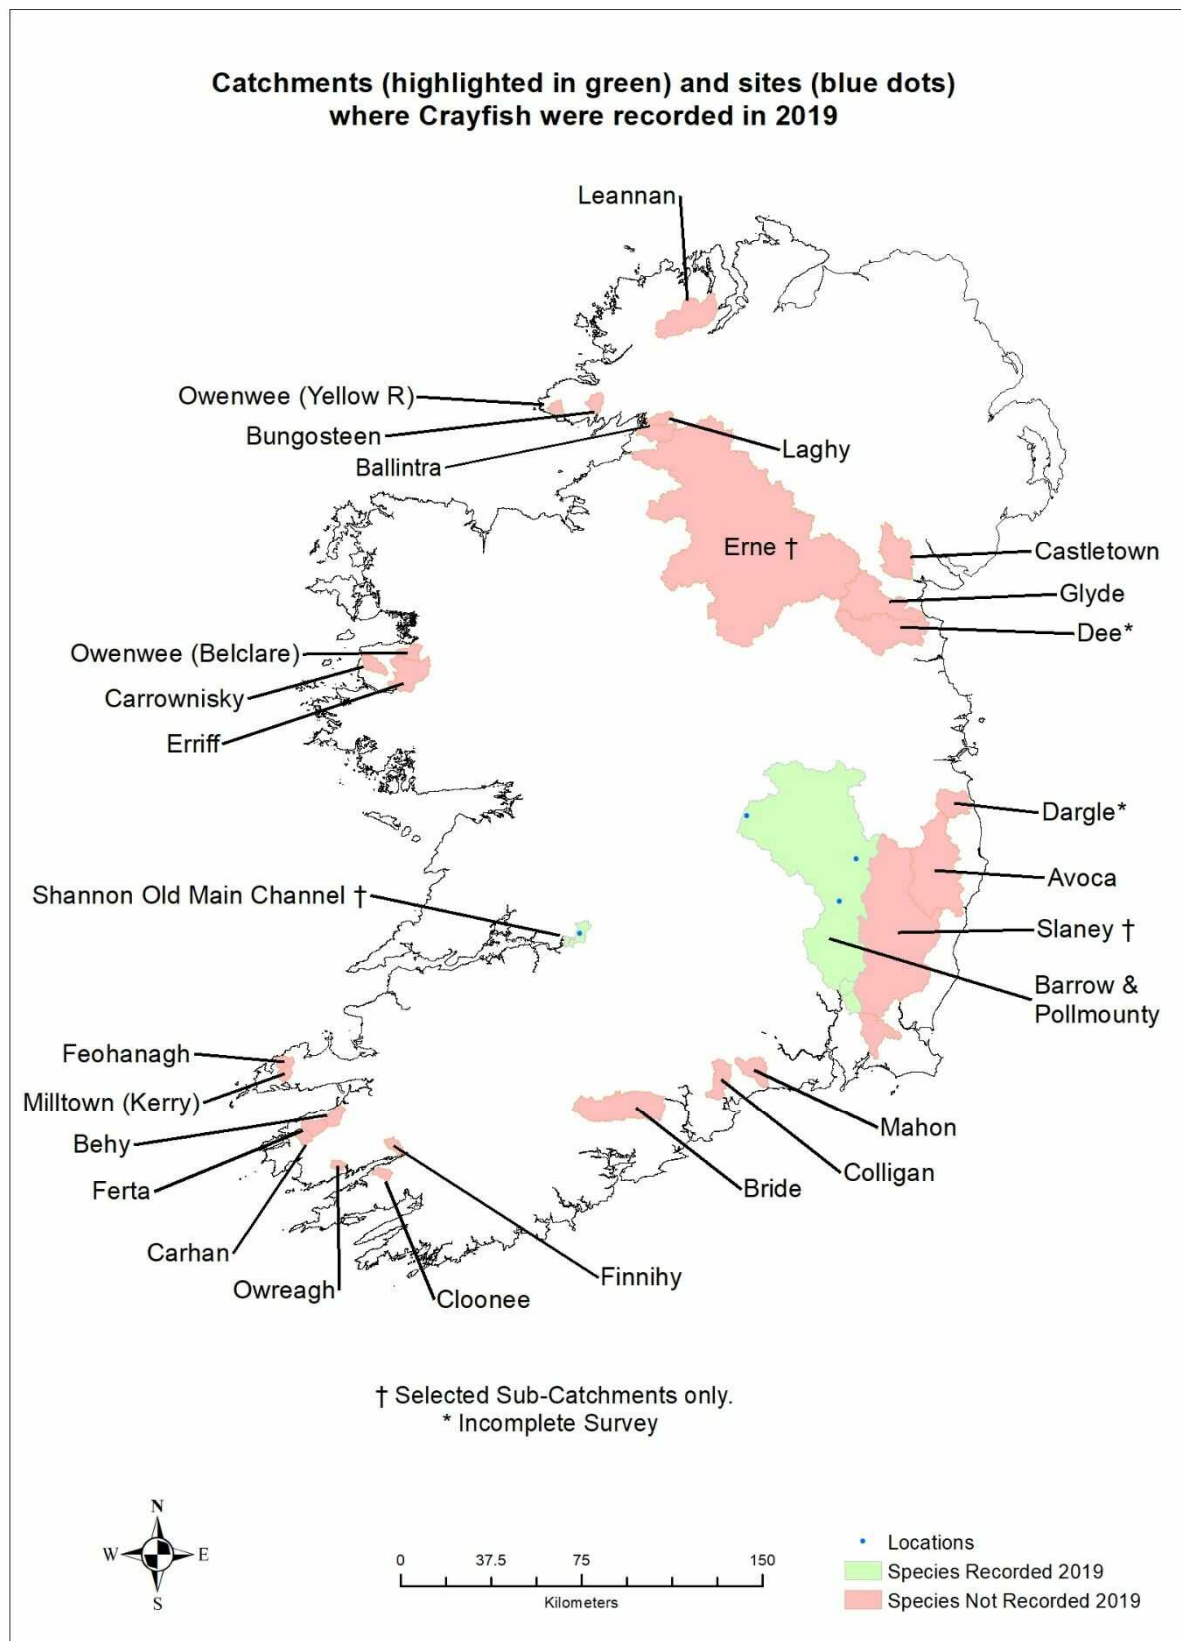 Catchments (highlighted in green) and sites (blue dots)
where Crayfish were recorded in 2019
Leannan
Owenwee (Yellow R)
Bungosteen
Ballintra
Laghy
Erne †
Castletown
Glyde
Dee*
Owenwee (Belclare)
Carrownisky
Erriff
Dargle*
Avoca
Shannon Old Main Channel †
Slaney †
Barrow &
Pollmounty
Feohanagh
Milltown (Kerry)
Behy
Ferta
Carhan
Owreagh
Cloonee
Finnihy
Bride
Colligan
Mahon
† Selected Sub-Catchments only.
* Incomplete Survey
N
W E
S
0 37.5 75 150
Kilometers
Locations
Species Recorded 2019
Species Not Recorded 2019